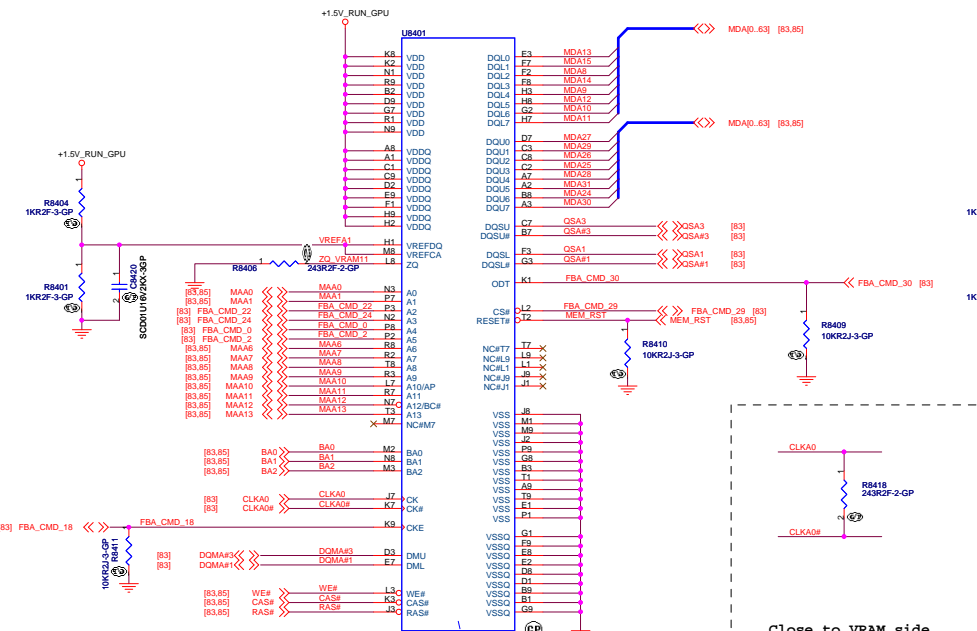 +1.5V_RUN_GPU
U8401
K8 VDD
K2 VDD
N1 VDD
R9 VDD
B2 VDD
D9 VDD
G7 VDD
R1 VDD
N9 VDD
A8 VDDQ
A1 VDDQ
C1 VDDQ
C9 VDDQ
D2 VDDQ
E9 VDDQ
F1 VDDQ
H9 VDDQ
H2 VDDQ
+1.5V_RUN_GPU
1
R8404
1KR2F-3-GP
R8401
1KR2F-3-GP
1
1
2
C8420
SCD01U16V2KX-3GP
VREFA1 H1 VREFDQ
M8 VREFCA
ZQ_VRAM11 L8 ZQ
R8406 1 243R2F-2-GP
[83,85] MAA0 MAA0 N3 A0
[83,85] MAA1 MAA1 P7 A1
[83] FBA_CMD_22 FBA_CMD_22 P3 A2
[83] FBA_CMD_24 FBA_CMD_24 N2 A3
[83] FBA_CMD_0 FBA_CMD_0 P8 A4
[83] FBA_CMD_2 FBA_CMD_2 P2 A5
[83,85] MAA6 MAA6 R8 A6
[83,85] MAA7 MAA7 R2 A7
[83,85] MAA8 MAA8 T8 A8
[83,85] MAA9 MAA9 R3 A9
[83,85] MAA10 MAA10 L7 A10/AP
[83,85] MAA11 MAA11 R7 A11
[83,85] MAA12 MAA12 N7 A12/BC#
[83,85] MAA13 MAA13 T3 A13
M7 NC#M7
[83,85] BA0 BA0 M2 BA0
[83,85] BA1 BA1 N8 BA1
[83,85] BA2 BA2 M3 BA2
[83] CLKA0 CLKA0 J7 CK
[83] CLKA0# CLKA0# K7 CK#
83] FBA_CMD_18 FBA_CMD_18 K9 CKE
1
10KR2J-3-GP
R8411
[83] DQMA#3 DQMA#3 D3 DMU
[83] DQMA#1 DQMA#1 E7 DML
[83,85] WE# WE# L3 WE#
[83,85] CAS# CAS# K3 CAS#
[83,85] RAS# RAS# J3 RAS#
DQL0 E3 MDA13
DQL1 F7 MDA15
DQL2 F2 MDA8
DQL3 F8 MDA14
DQL4 H3 MDA9
DQL5 H8 MDA12
DQL6 G2 MDA10
DQL7 H7 MDA11
MDA[0..63] [83,85]
DQU0 D7 MDA27
DQU1 C3 MDA29
DQU2 C8 MDA26
DQU3 C2 MDA25
DQU4 A7 MDA28
DQU5 A2 MDA31
DQU6 B8 MDA24
DQU7 A3 MDA30
MDA[0..63] [83,85]
DQSU C7 QSA3 QSA3 [83]
DQSU# B7 QSA#3 QSA#3 [83]
DQSL F3 QSA1 QSA1 [83]
DQSL# G3 QSA#1 QSA#1 [83]
ODT K1 FBA_CMD_30 FBA_CMD_30 [83]
CS# L2 FBA_CMD_29 FBA_CMD_29 [83]
RESET# T2 MEM_RST MEM_RST [83,85]
1
R8410
10KR2J-3-GP
1
R8409
10KR2J-3-GP
NC#T7 T7
NC#L9 L9
NC#L1 L1
NC#J9 J9
NC#J1 J1
VSS J8
VSS M1
VSS M9
VSS J2
VSS P9
VSS G8
VSS B3
VSS T1
VSS A9
VSS T9
VSS E1
VSS P1
VSSQ G1
VSSQ F9
VSSQ E8
VSSQ E2
VSSQ D8
VSSQ D1
VSSQ B9
VSSQ B1
VSSQ G9
GP
1K
1K
CLKA0
1
R8418
243R2F-2-GP
2
CLKA0#
Close to VRAM side